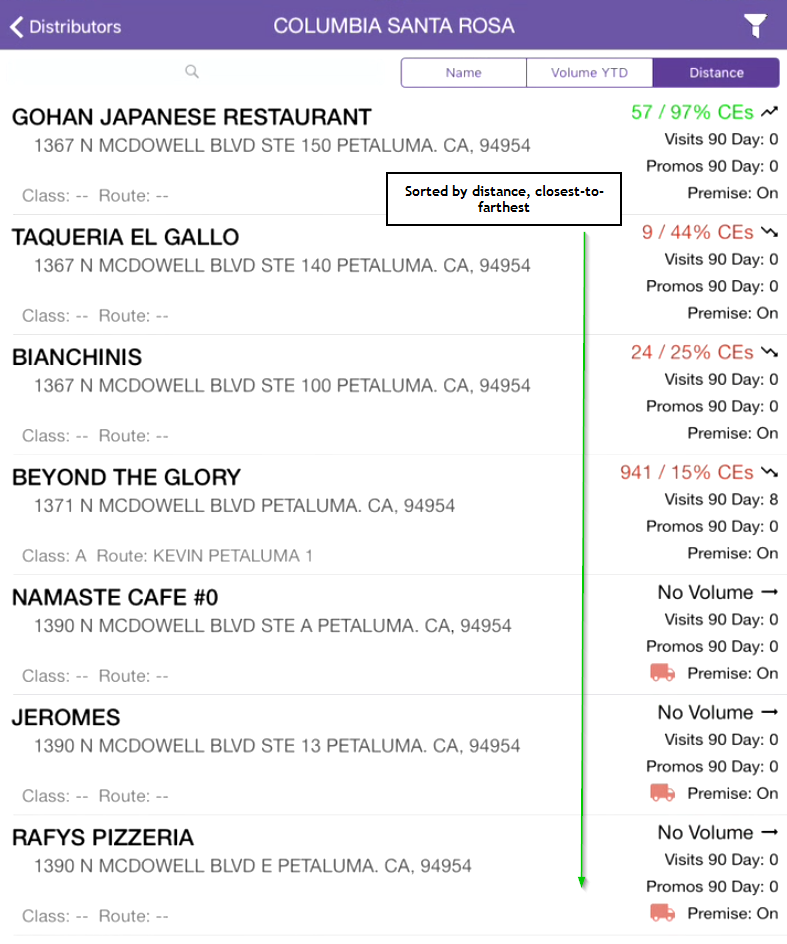 Distributors
COLUMBIA SANTA ROSA
Name
Volume YTD
Distance
GOHAN JAPANESE RESTAURANT
57 / 97% CEs
1367 N MCDOWELL BLVD STE 150 PETALUMA. CA, 94954
Visits 90 Day: 0
Promos 90 Day: 0
Class: -- Route: --
Premise: On
Sorted by distance, closest-to-
farthest
TAQUERIA EL GALLO
9 / 44% CEs
1367 N MCDOWELL BLVD STE 140 PETALUMA. CA, 94954
Visits 90 Day: 0
Promos 90 Day: 0
Class: -- Route: --
Premise: On
BIANCHINIS
24 / 25% CEs
1367 N MCDOWELL BLVD STE 100 PETALUMA. CA, 94954
Visits 90 Day: 0
Promos 90 Day: 0
Class: -- Route: --
Premise: On
BEYOND THE GLORY
941 / 15% CEs
1371 N MCDOWELL BLVD PETALUMA. CA, 94954
Visits 90 Day: 8
Promos 90 Day: 0
Class: A Route: KEVIN PETALUMA 1
Premise: On
NAMASTE CAFE #0
No Volume
1390 N MCDOWELL BLVD STE A PETALUMA. CA, 94954
Visits 90 Day: 0
Promos 90 Day: 0
Class: -- Route: --
Premise: On
JEROMES
No Volume
1390 N MCDOWELL BLVD STE 13 PETALUMA. CA, 94954
Visits 90 Day: 0
Promos 90 Day: 0
Class: -- Route: --
Premise: On
RAFYS PIZZERIA
No Volume
1390 N MCDOWELL BLVD E PETALUMA. CA, 94954
Visits 90 Day: 0
Promos 90 Day: 0
Class: -- Route: --
Premise: On